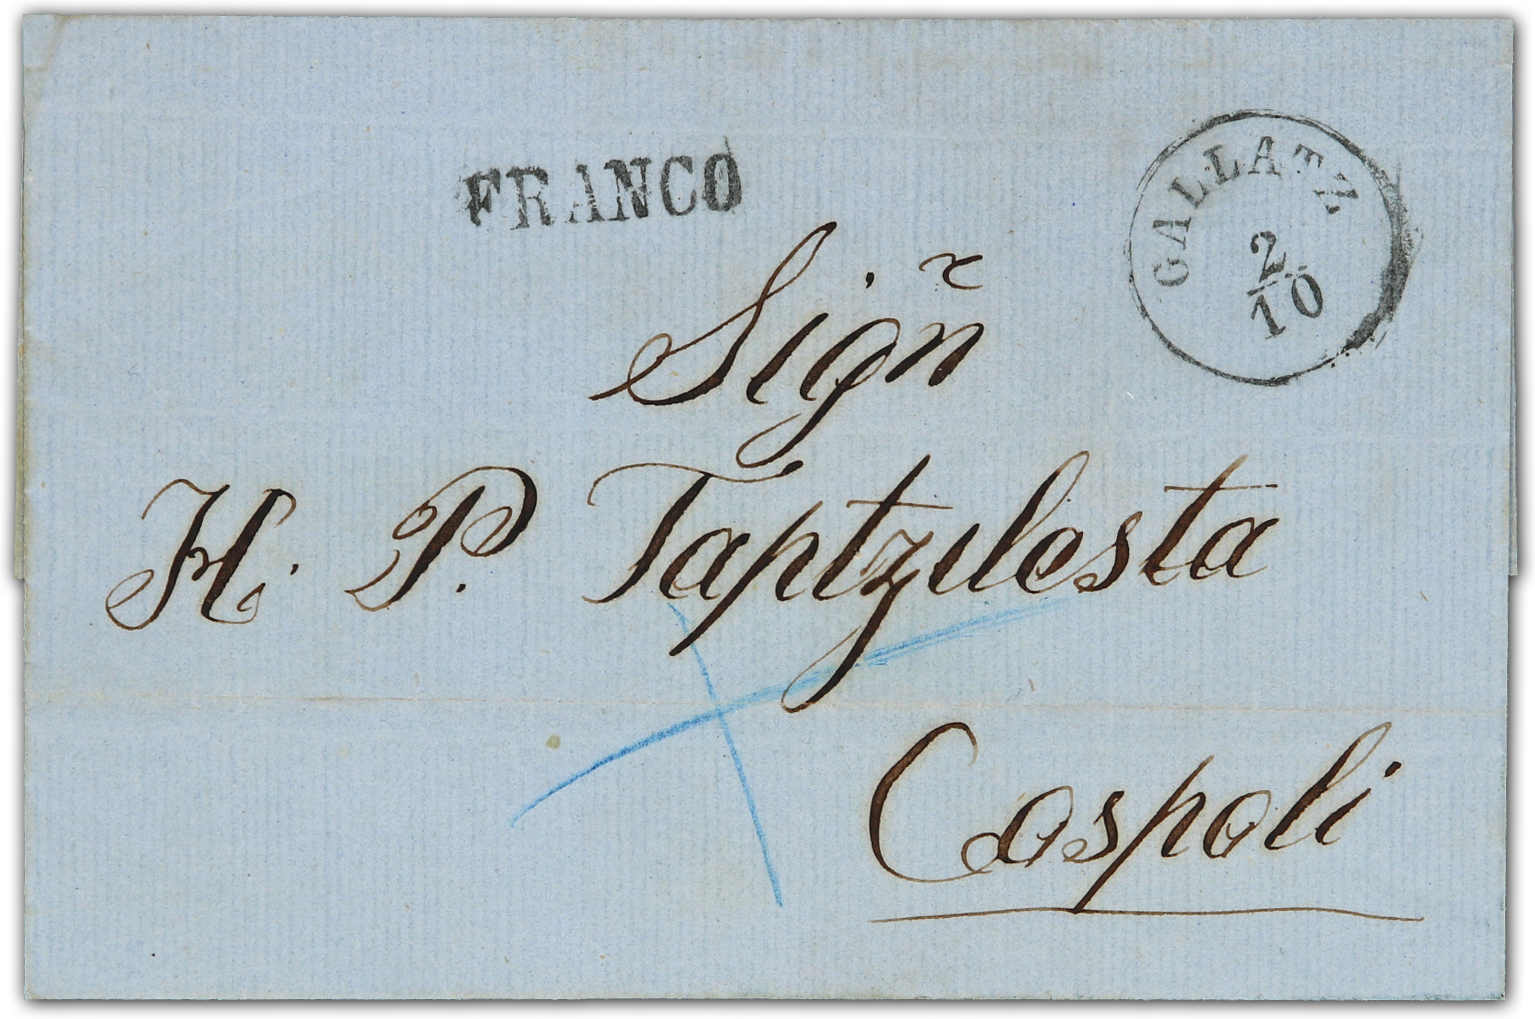 FRANCO
GALLATZ
2
10
Sigñ
H. P. Taptzilesta
Cospoli